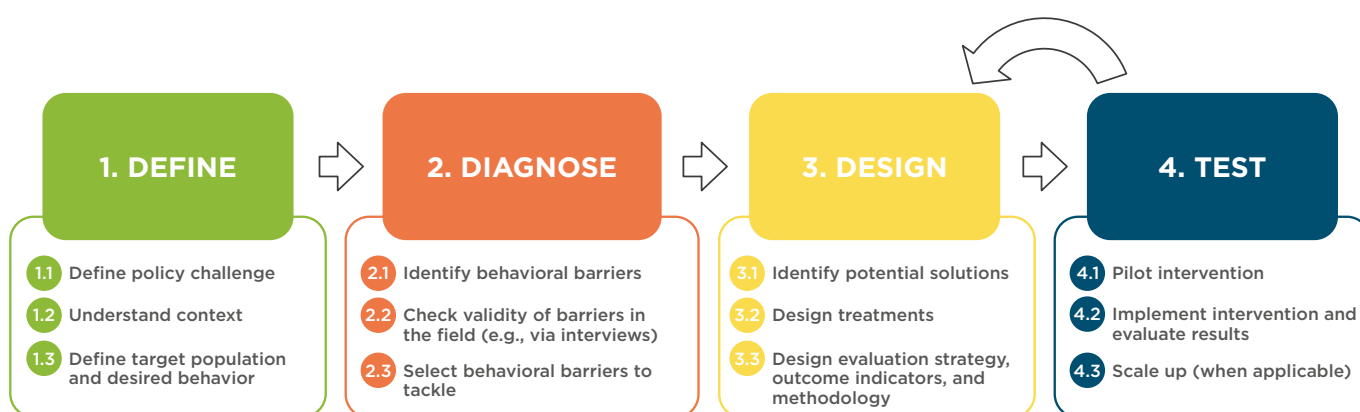 1. DEFINE
1.1 Define policy challenge
1.2 Understand context
1.3 Define target population
and desired behavior
2. DIAGNOSE
2.1 Identify behavioral barriers
2.2 Check validity of barriers in
the field (e.g., via interviews)
2.3 Select behavioral barriers to
tackle
3. DESIGN
3.1 Identify potential solutions
3.2 Design treatments
3.3 Design evaluation strategy,
outcome indicators, and
methodology
4. TEST
4.1 Pilot intervention
4.2 Implement intervention and
evaluate results
4.3 Scale up (when applicable)